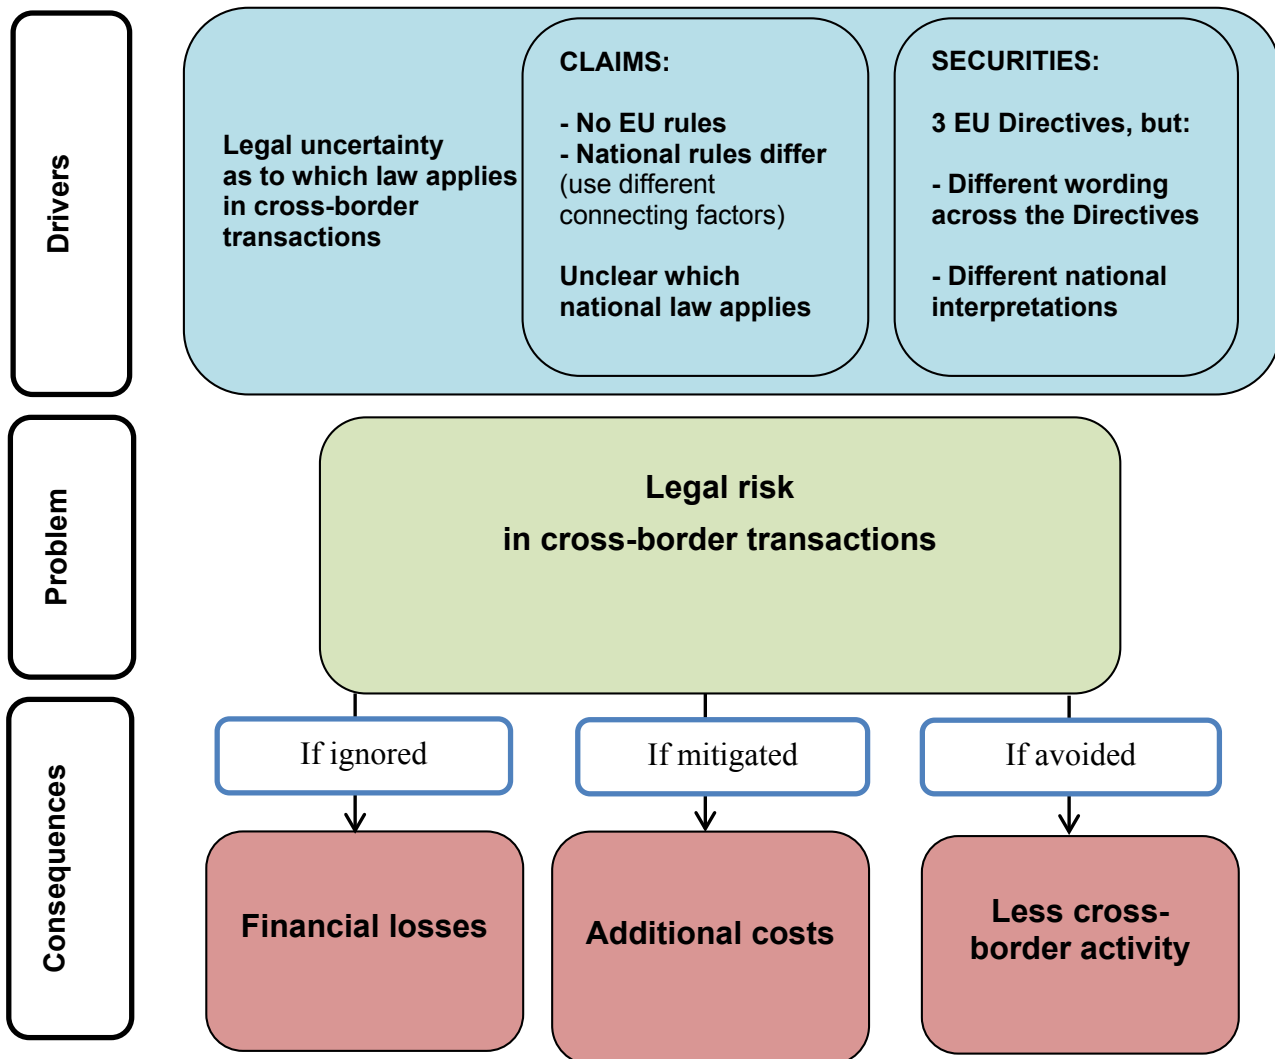 Drivers
Legal uncertainty
as to which law applies
in cross-border
transactions
CLAIMS:
- No EU rules
- National rules differ
(use different
connecting factors)
Unclear which
national law applies
SECURITIES:
3 EU Directives, but:
- Different wording
across the Directives
- Different national
interpretations
Problem
Legal risk
in cross-border transactions
Consequences
If ignored
If mitigated
If avoided
Financial losses
Additional costs
Less cross-
border activity